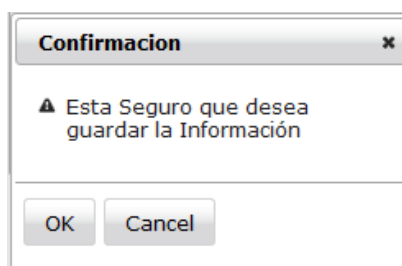 Confirmacion
Esta Seguro que desea
guardar la Información
OK Cancel